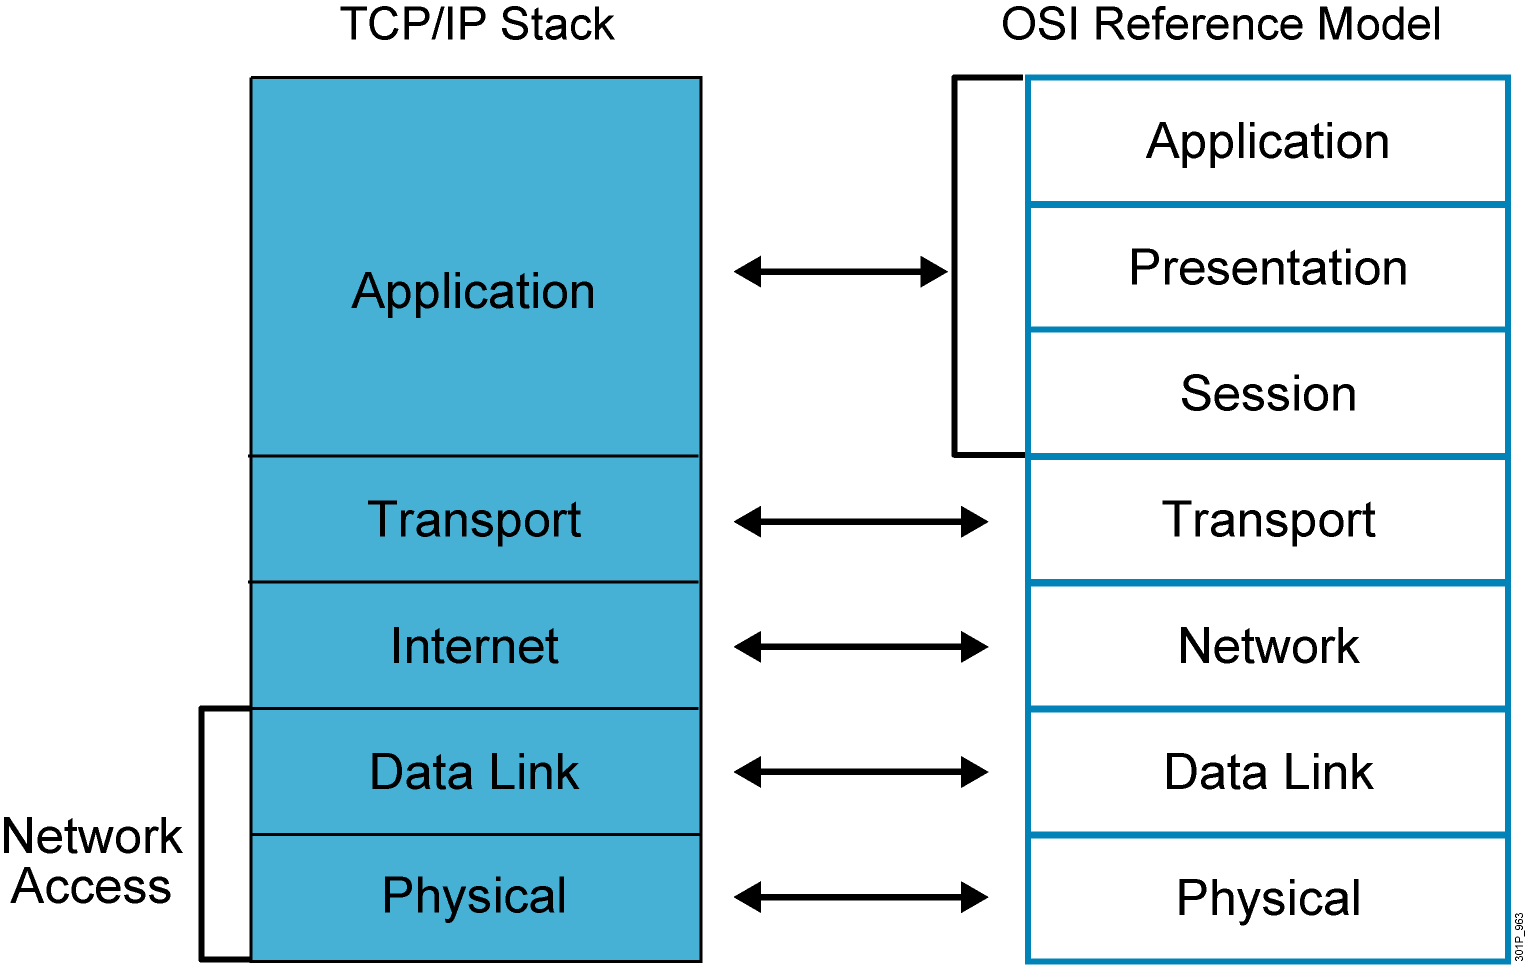 TCP/IP Stack
OSI Reference Model
Application
Transport
Internet
Data Link
Physical
Network
Access
Application
Presentation
Session
Transport
Network
Data Link
Physical
301P_963